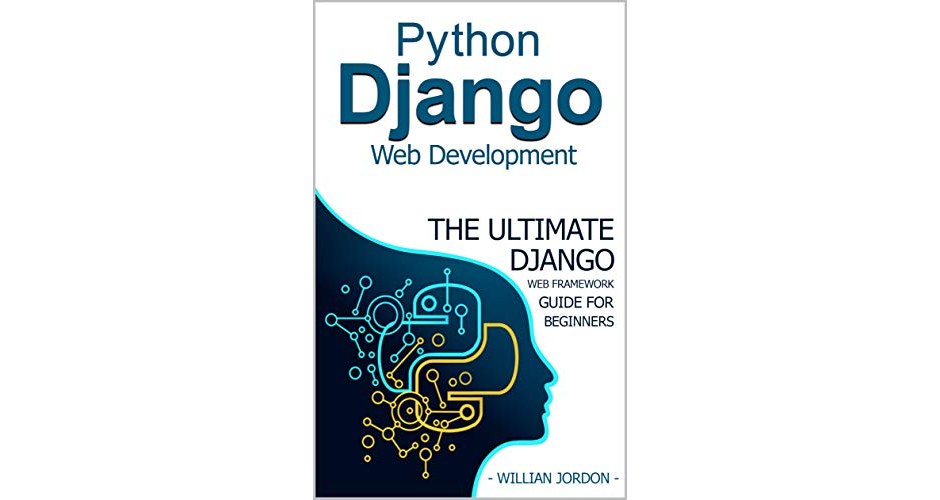 Python
Django
Web Development
THE ULTIMATE
DJANGO
WEB FRAMEWORK
GUIDE FOR
BEGINNERS
- WILLIAN JORDON -